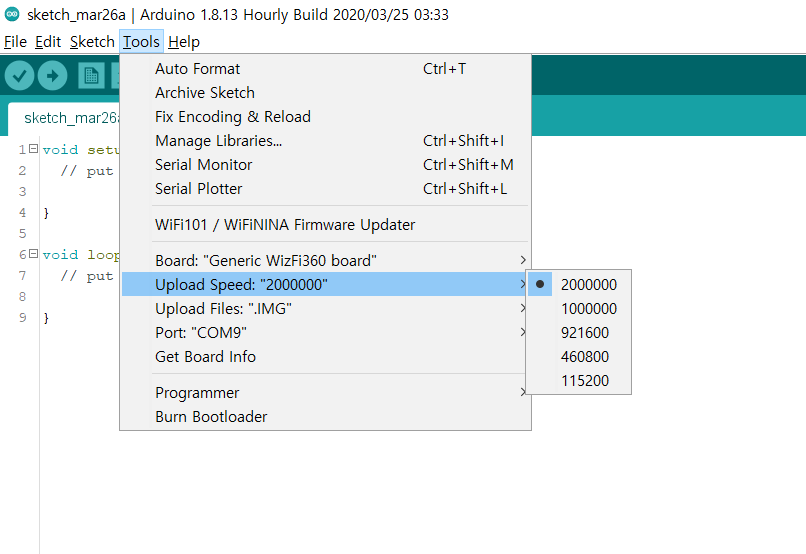 sketch_mar26a | Arduino 1.8.13 Hourly Build 2020/03/25 03:33
File Edit Sketch Tools Help
Auto Format Ctrl+T
Archive Sketch
Fix Encoding & Reload
Manage Libraries... Ctrl+Shift+I
Serial Monitor Ctrl+Shift+M
Serial Plotter Ctrl+Shift+L
WiFi101 / WiFiNINA Firmware Updater
Board: "Generic WizFi360 board"
Upload Speed: "2000000"
Upload Files: ".IMG"
Port: "COM9"
Get Board Info
Programmer
Burn Bootloader
2000000
1000000
921600
460800
115200
sketch_mar26a
1 void setu
2 // put
3
4 }
5
6 void loop
7 // put
8
9 }